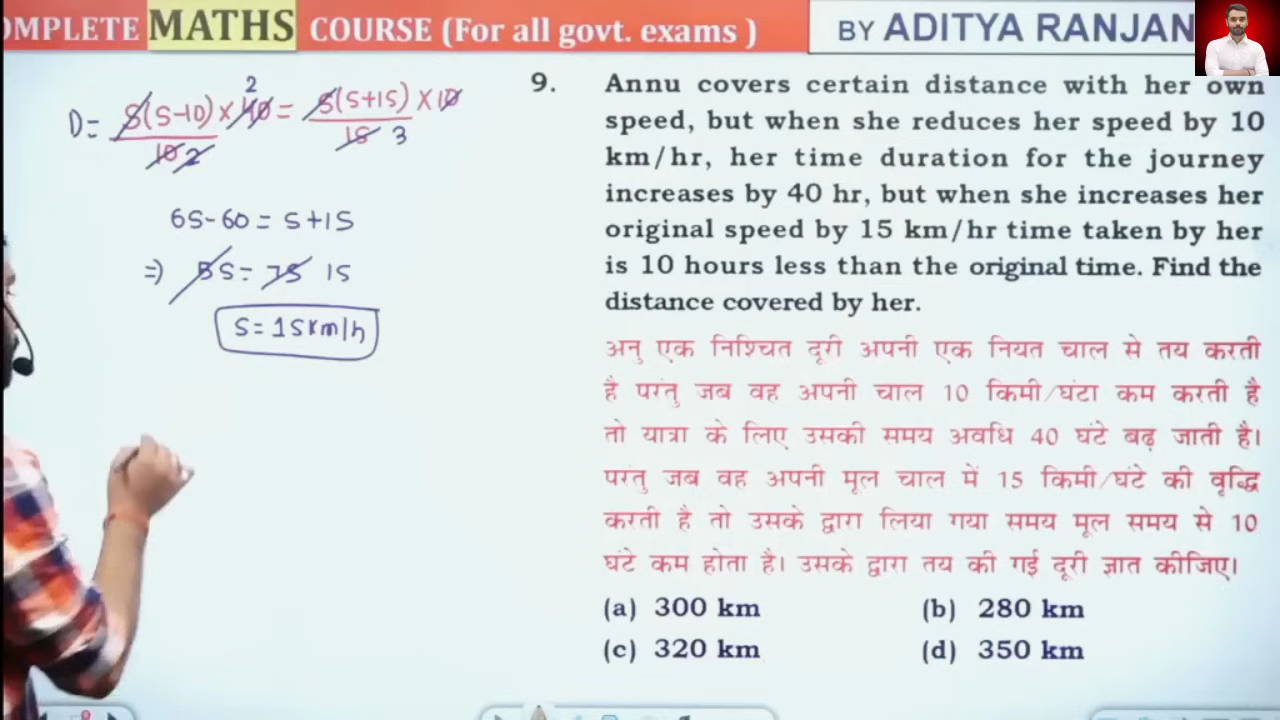 OMPLETE MATHS COURSE (For all govt. exams )
BY ADITYA RANJAN
D = S(S-10) × 40 / 10 = S(S+15) × 10 / 15
2
2 3
6S-60 = S+15
=) 5S = 75 15
S = 15km/h
9. Annu covers certain distance with her own
speed, but when she reduces her speed by 10
km/hr, her time duration for the journey
increases by 40 hr, but when she increases her
original speed by 15 km/hr time taken by her
is 10 hours less than the original time. Find the
distance covered by her.
अनु एक निश्चित दूरी अपनी एक नियत चाल से तय करती
है परंतु जब वह अपनी चाल 10 किमी/घंटा कम करती है
तो यात्रा के लिए उसकी समय अवधि 40 घंटे बढ़ जाती है।
परंतु जब वह अपनी मूल चाल में 15 किमी/घंटे की वृद्धि
करती है तो उसके द्वारा लिया गया समय मूल समय से 10
घंटे कम होता है। उसके द्वारा तय की गई दूरी ज्ञात कीजिए।
(a) 300 km (b) 280 km
(c) 320 km (d) 350 km